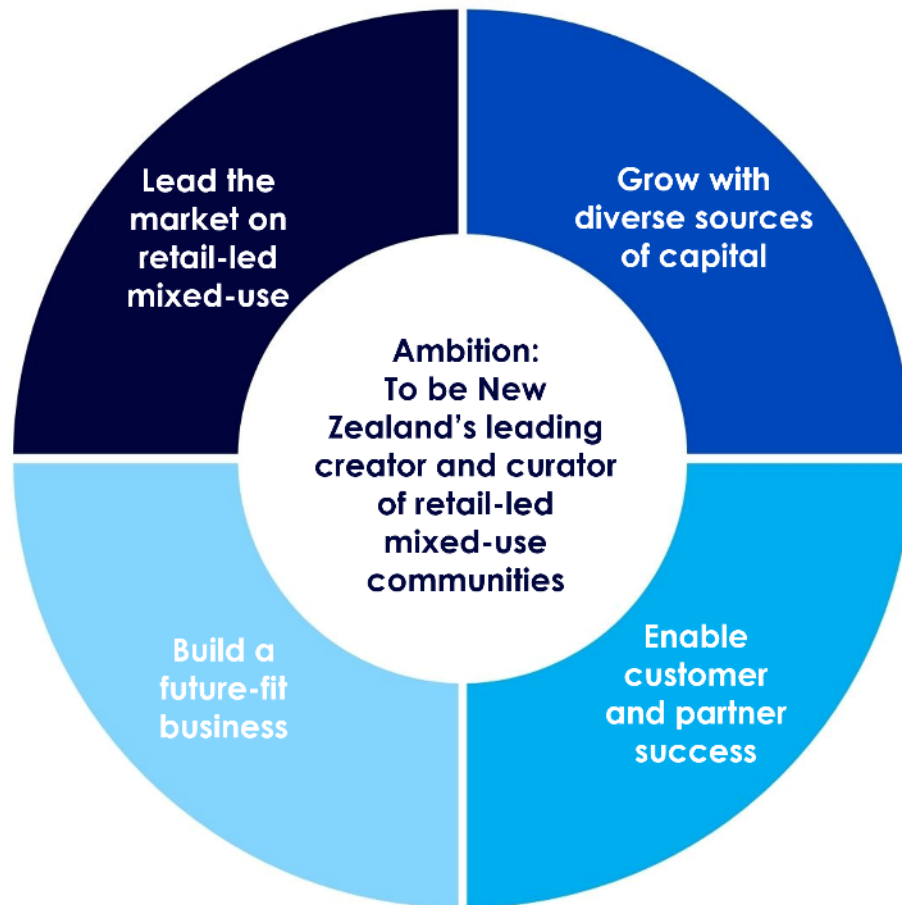 Lead the
market on
retail-led
mixed-use
Grow with
diverse sources
of capital
Ambition:
To be New
Zealand’s leading
creator and curator
of retail-led
mixed-use
communities
Build a
future-fit
business
Enable
customer
and partner
success